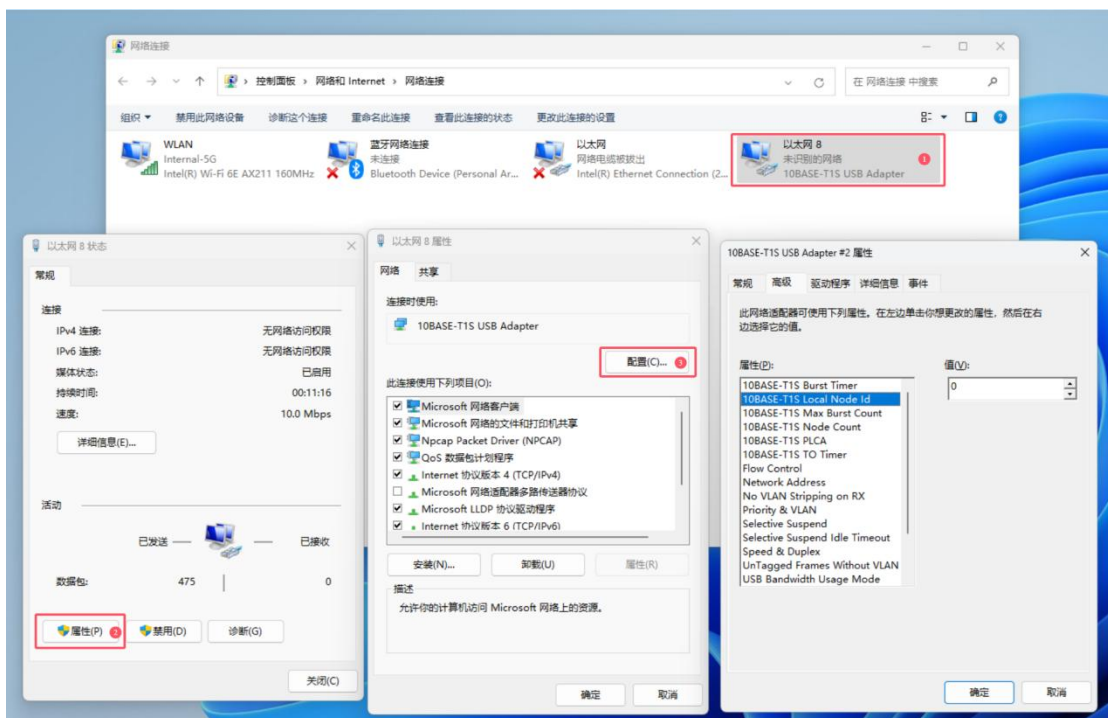 网络连接
控制面板 › 网络和 Internet › 网络连接
在 网络连接 中搜索
组织 禁用此网络设备 诊断这个连接 重命名此连接 查看此连接的状态 更改此连接的设置
WLAN
Internal-5G
Intel(R) Wi-Fi 6E AX211 160MHz
蓝牙网络连接
未连接
Bluetooth Device (Personal Ar...
以太网
网络电缆被拔出
Intel(R) Ethernet Connection (2...
以太网 8
未识别的网络
10BASE-T1S USB Adapter
1
以太网 8 状态
常规
连接
IPv4 连接: 无网络访问权限
IPv6 连接: 无网络访问权限
媒体状态: 已启用
持续时间: 00:11:16
速度: 10.0 Mbps
详细信息(E)...
活动
已发送 — — 已接收
数据包: 475 0
属性(P) 2 禁用(D) 诊断(G)
关闭(C)
以太网 8 属性
网络 共享
连接时使用:
10BASE-T1S USB Adapter
配置(C)... 3
此连接使用下列项目(O):
Microsoft 网络客户端
Microsoft 网络的文件和打印机共享
Npcap Packet Driver (NPCAP)
QoS 数据包计划程序
Internet 协议版本 4 (TCP/IPv4)
Microsoft 网络适配器多路传送器协议
Microsoft LLDP 协议驱动程序
Internet 协议版本 6 (TCP/IPv6)
安装(N)... 卸载(U) 属性(R)
描述
允许你的计算机访问 Microsoft 网络上的资源。
确定 取消
10BASE-T1S USB Adapter #2 属性
常规 高级 驱动程序 详细信息 事件
此网络适配器可使用下列属性。在左边单击你想更改的属性，然后在右
边选择它的值。
属性(P): 值(V):
10BASE-T1S Burst Timer
10BASE-T1S Local Node Id
10BASE-T1S Max Burst Count
10BASE-T1S Node Count
10BASE-T1S PLCA
10BASE-T1S TO Timer
Flow Control
Network Address
No VLAN Stripping on RX
Priority & VLAN
Selective Suspend
Selective Suspend Idle Timeout
Speed & Duplex
UnTagged Frames Without VLAN
USB Bandwidth Usage Mode
0
确定 取消